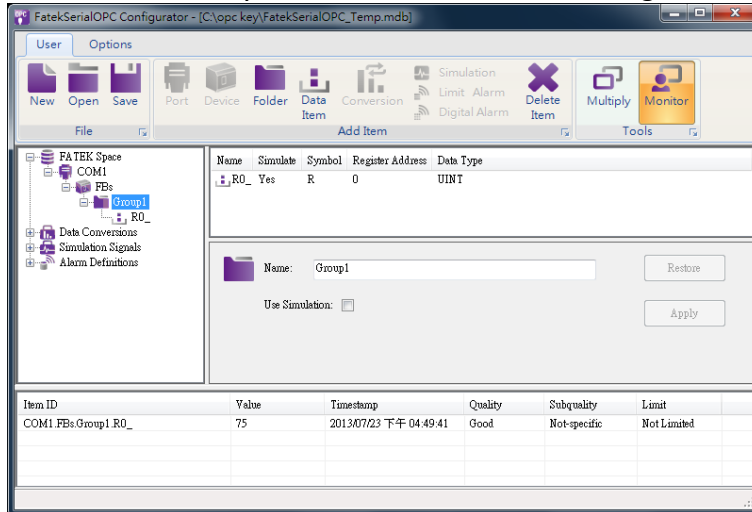 FatekSerialOPC Configurator - [C:\opc key\FatekSerialOPC_Temp.mdb]
User Options
New Open Save Port Device Folder Data Item Conversion Simulation Limit Alarm Digital Alarm Delete Item Multiply Monitor
File Add Item Tools
FATEK Space
COM1
FBs
Group1
R0_
Data Conversions
Simulation Signals
Alarm Definitions
Name Simulate Symbol Register Address Data Type
R0_ Yes R 0 UINT
Name: Group1 Restore
Use Simulation: Apply
Item ID Value Timestamp Quality Subquality Limit
COM1.FBs.Group1.R0_ 75 2013/07/23 下午 04:49:41 Good Not-specific Not Limited